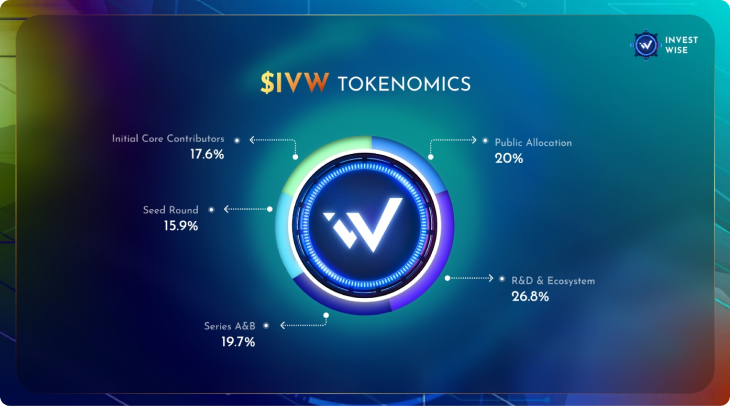 INVEST
WISE
$IVW TOKENOMICS
Initial Core Contributors
17.6%
Public Allocation
20%
Seed Round
15.9%
R&D & Ecosystem
26.8%
Series A&B
19.7%